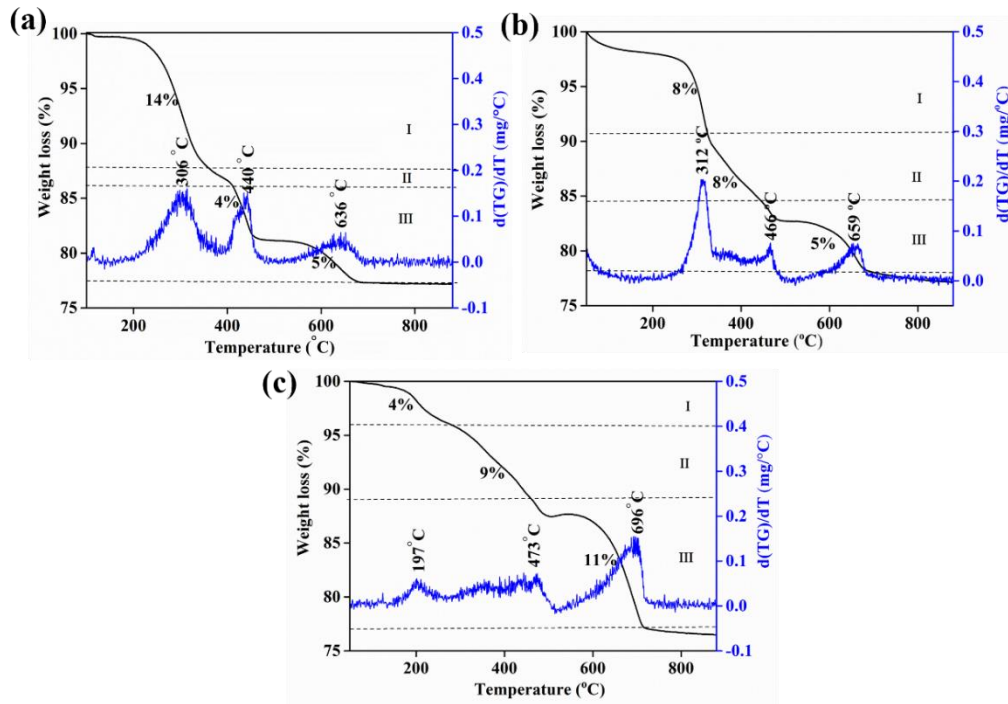 (a)
100
95
90
85
80
75
Weight loss (%)
14%
4%
5%
306 °C
440 °C
636 °C
I
II
III
0.5
0.4
0.3
0.2
0.1
0.0
-0.1
d(TG)/dT (mg/°C)
200
400
600
800
Temperature (°C)
(b)
100
95
90
85
80
75
Weight loss (%)
8%
8%
5%
312 °C
466 °C
659 °C
I
II
III
0.5
0.4
0.3
0.2
0.1
0.0
d(TG)/dT (mg/°C)
200
400
600
800
Temperature (°C)
(c)
100
95
90
85
80
75
Weight loss (%)
4%
9%
11%
197°C
473°C
696°C
I
II
III
0.5
0.4
0.3
0.2
0.1
0.0
-0.1
d(TG)/dT (mg/°C)
200
400
600
800
Temperature (°C)